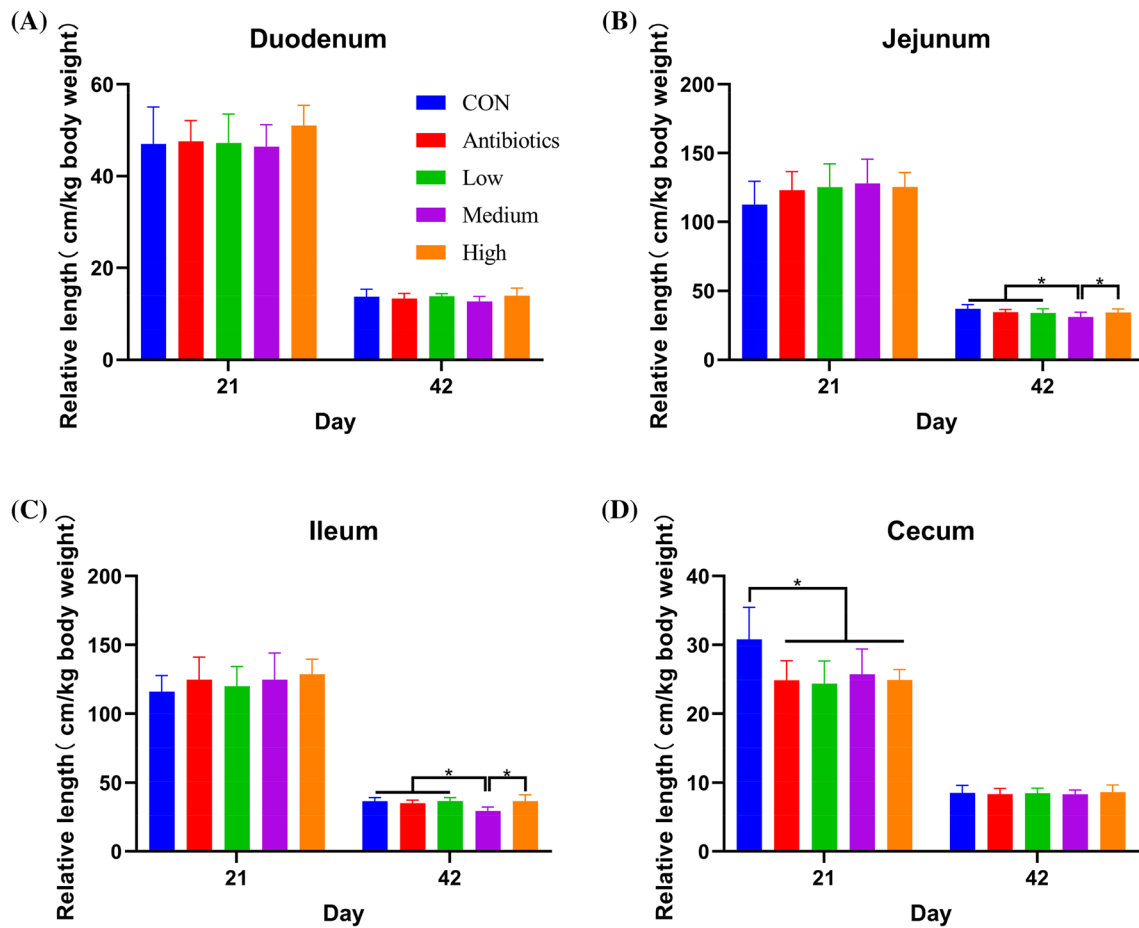 (A)
Duodenum
Relative length( cm/kg body weight)
60
40
20
0
CON
Antibiotics
Low
Medium
High
21
42
Day
(B)
Jejunum
Relative length( cm/kg body weight)
200
150
100
50
0
*
*
21
42
Day
(C)
Ileum
Relative length( cm/kg body weight)
200
150
100
50
0
*
*
21
42
Day
(D)
Cecum
Relative length( cm/kg body weight)
40
30
20
10
0
*
21
42
Day